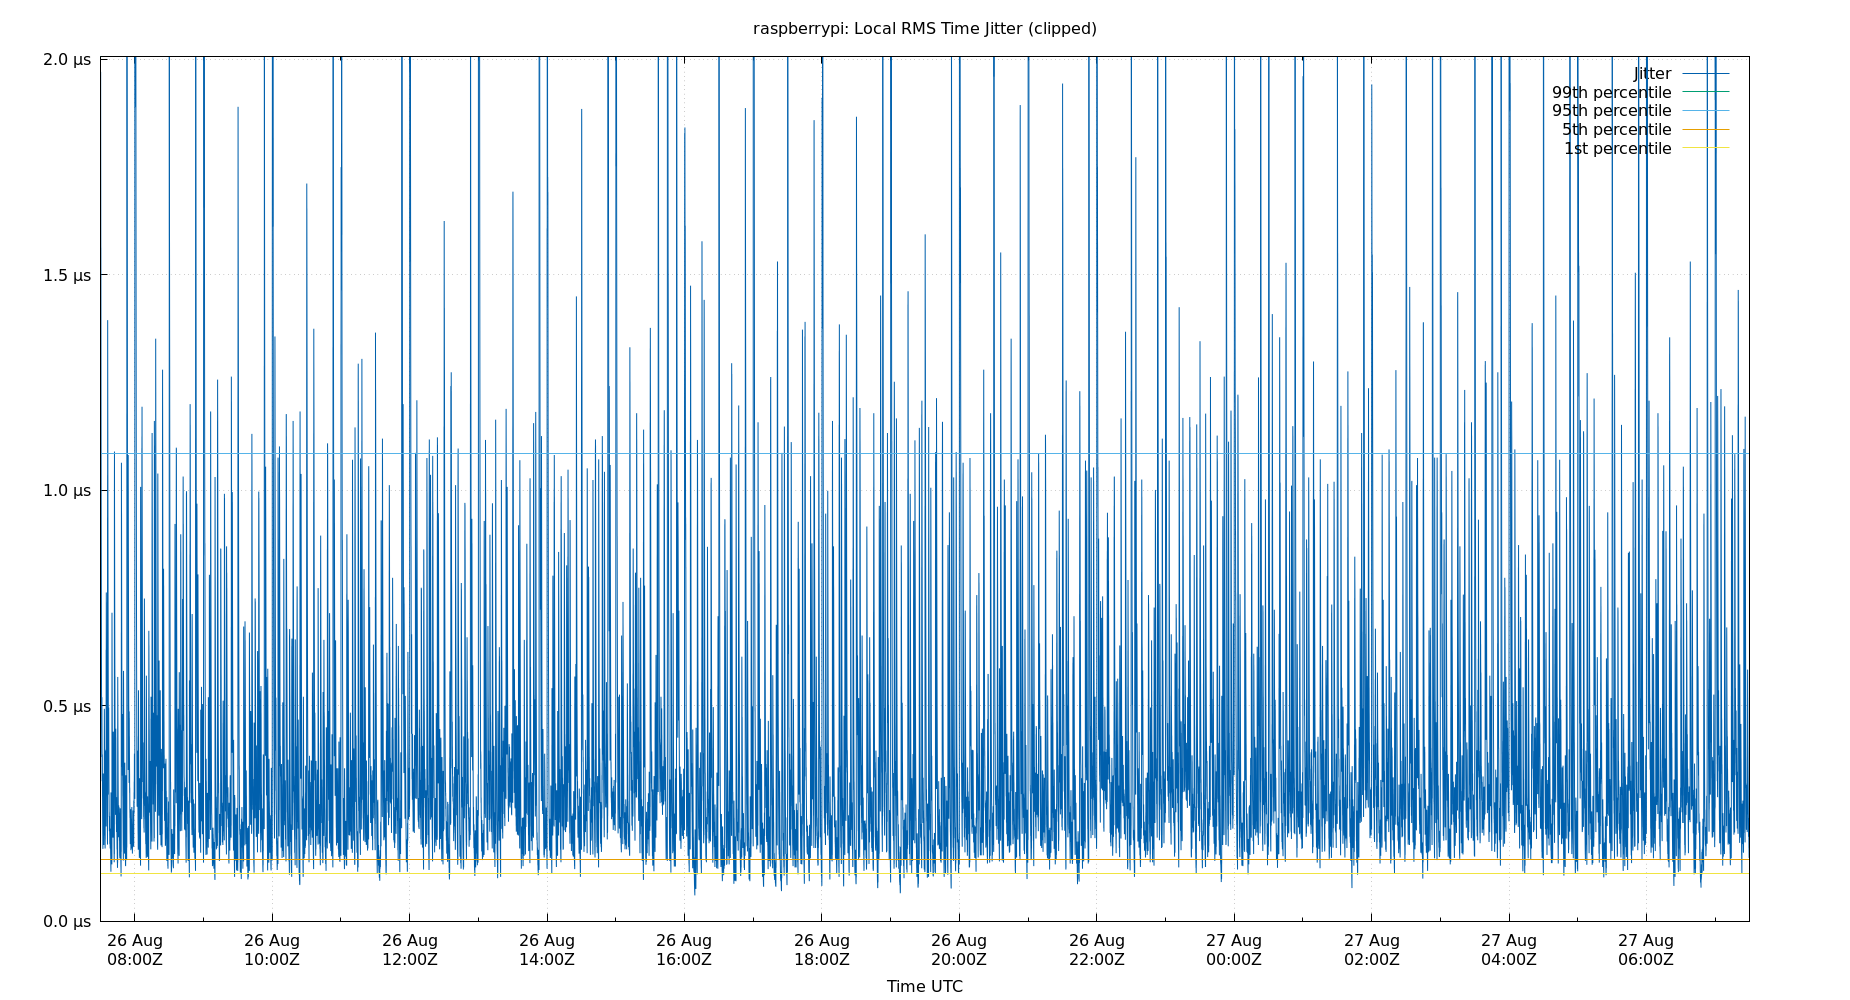 raspberrypi: Local RMS Time Jitter (clipped)
2.0 μs
1.5 μs
1.0 μs
0.5 μs
0.0 μs
Jitter
99th percentile
95th percentile
5th percentile
1st percentile
26 Aug 26 Aug 26 Aug 26 Aug 26 Aug 26 Aug 26 Aug 26 Aug 27 Aug 27 Aug 27 Aug 27 Aug
08:00Z 10:00Z 12:00Z 14:00Z 16:00Z 18:00Z 20:00Z 22:00Z 00:00Z 02:00Z 04:00Z 06:00Z
Time UTC